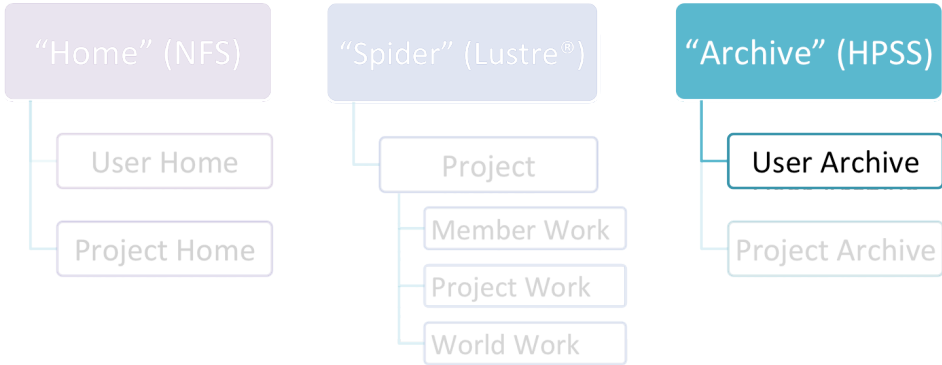 “Home” (NFS)
User Home
Project Home
“Spider” (Lustre®)
Project
Member Work
Project Work
World Work
“Archive” (HPSS)
User Archive
Project Archive